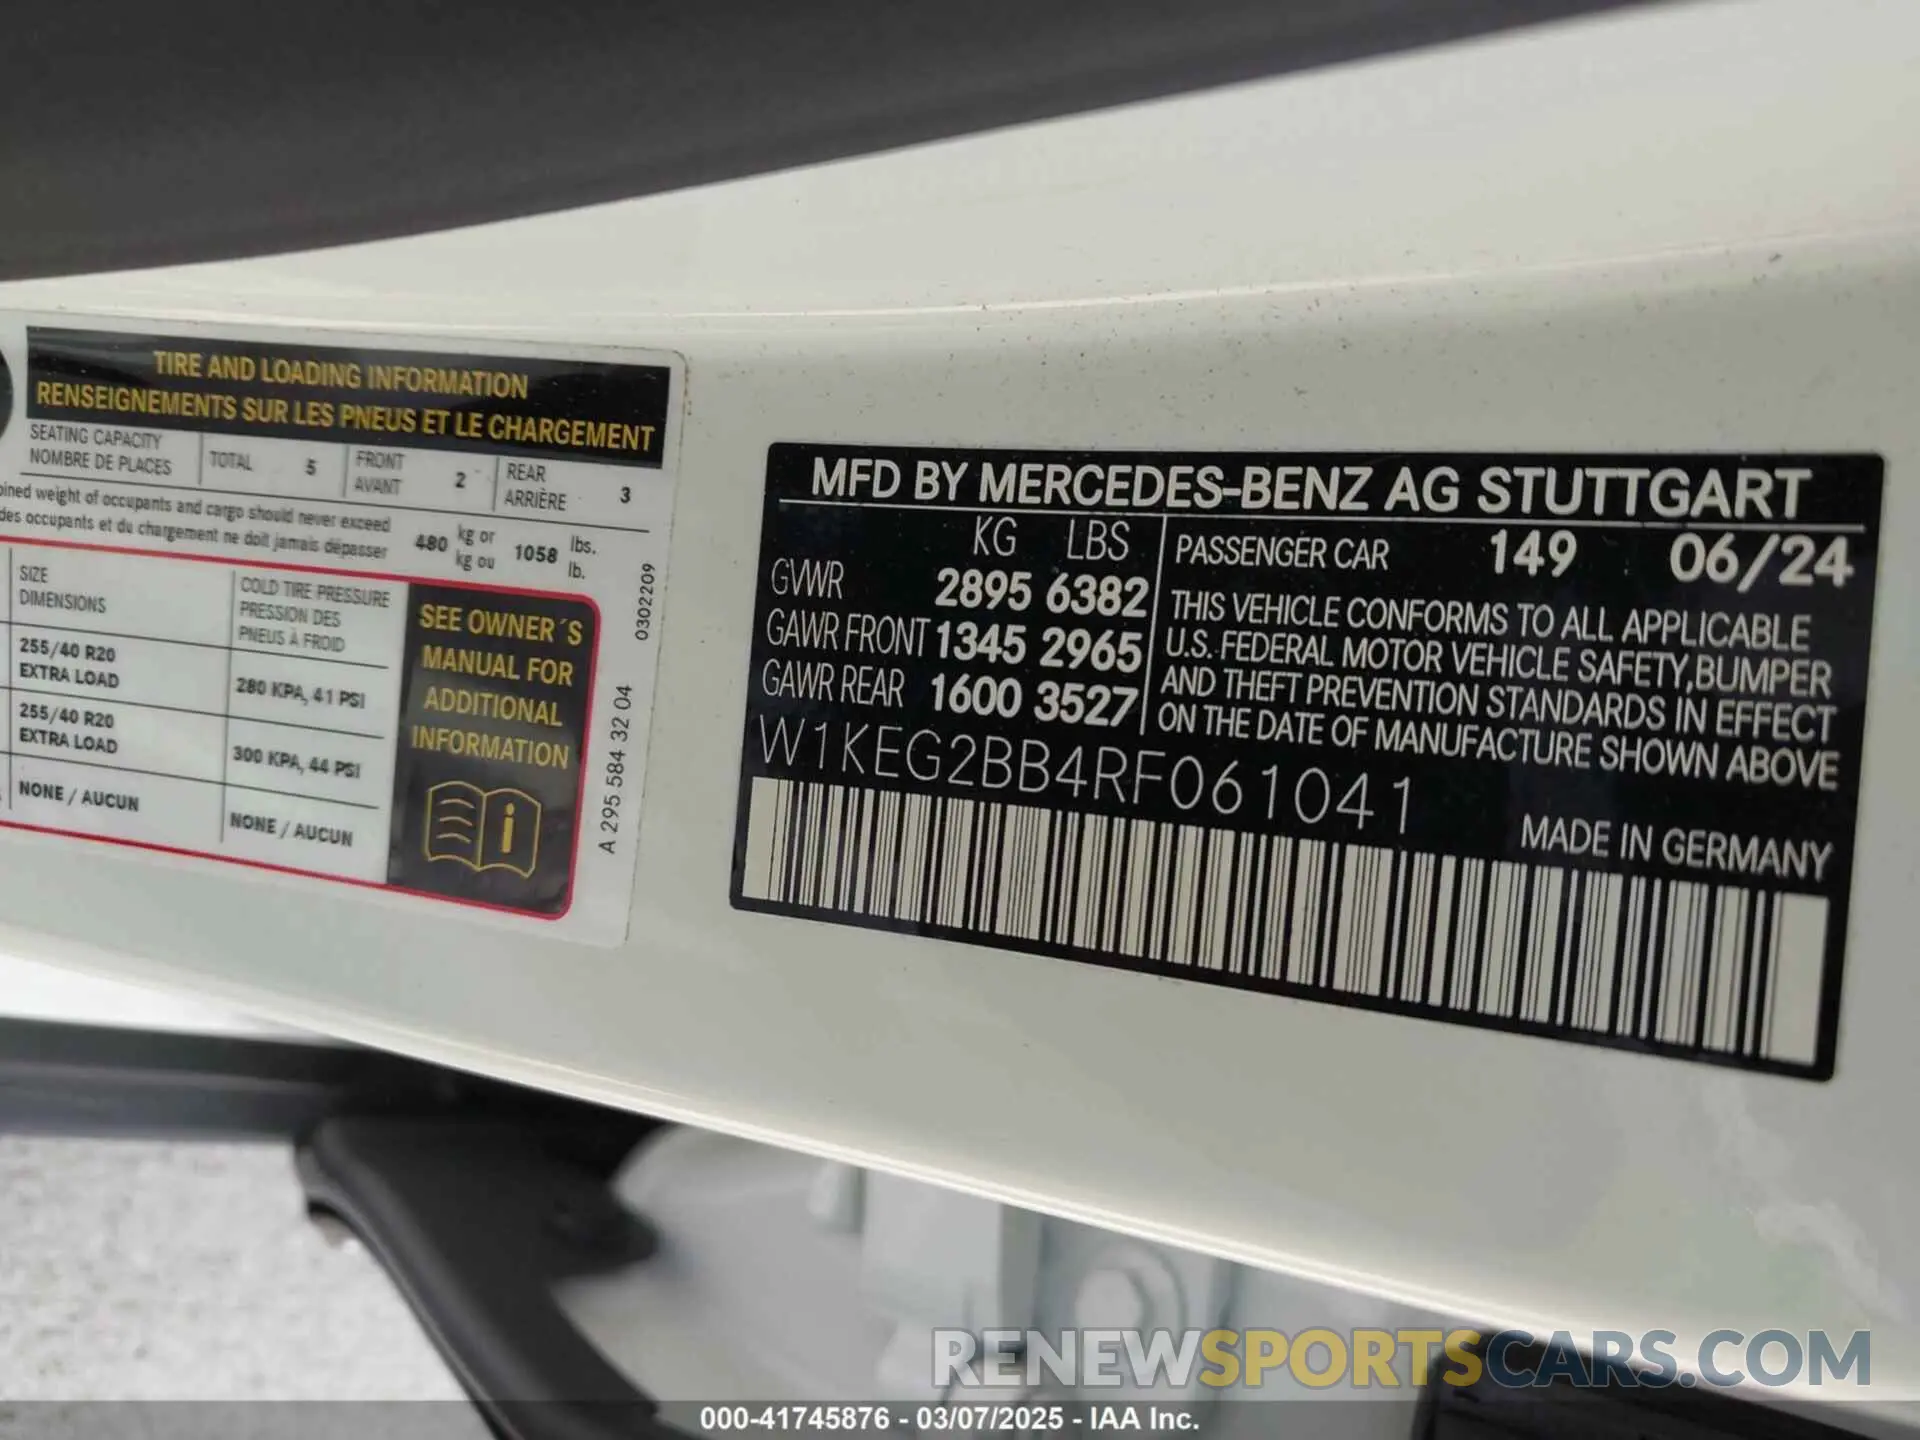 TIRE AND LOADING INFORMATION
RENSEIGNEMENTS SUR LES PNEUS ET LE CHARGEMENT
SEATING CAPACITY
NOMBRE DE PLACES
TOTAL 5
FRONT
AVANT 2
REAR
ARRIÈRE 3
weight of occupants and cargo should never exceed
des occupants et du chargement ne doit jamais dépasser
480 kg or
kg ou
1058 lbs.
lb.
SIZE
DIMENSIONS
COLD TIRE PRESSURE
PRESSION DES
PNEUS À FROID
255/40 R20
EXTRA LOAD
280 KPA, 41 PSI
255/40 R20
EXTRA LOAD
300 KPA, 44 PSI
NONE / AUCUN
NONE / AUCUN
SEE OWNER´S
MANUAL FOR
ADDITIONAL
INFORMATION
i
A 295 584 32 04 0302209
MFD BY MERCEDES-BENZ AG STUTTGART
KG LBS
GVWR 2895 6382
GAWR FRONT 1345 2965
GAWR REAR 1600 3527
PASSENGER CAR 149 06/24
THIS VEHICLE CONFORMS TO ALL APPLICABLE
U.S. FEDERAL MOTOR VEHICLE SAFETY,BUMPER
AND THEFT PREVENTION STANDARDS IN EFFECT
ON THE DATE OF MANUFACTURE SHOWN ABOVE
W1KEG2BB4RF061041
MADE IN GERMANY
RENEWSPORTSCARS.COM
000-41745876 - 03/07/2025 - IAA Inc.